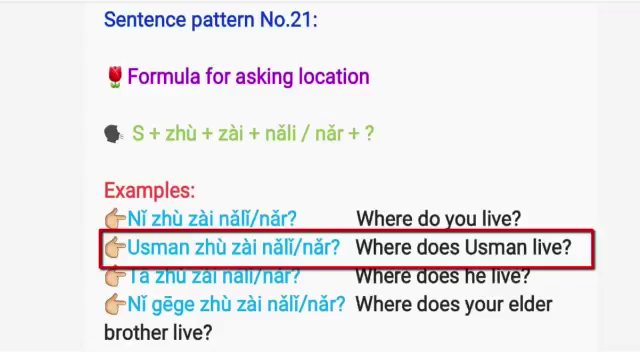 Sentence pattern No.21:
🌹Formula for asking location
🗣 S + zhù + zài + nǎli / nǎr + ?
Examples:
👉Nǐ zhù zài nǎlǐ/nǎr? Where do you live?
👉Usman zhù zài nǎlǐ/nǎr? Where does Usman live?
👉Tā zhù zài nǎlǐ/nǎr? Where does he live?
👉Nǐ gēge zhù zài nǎlǐ/nǎr? Where does your elder
brother live?